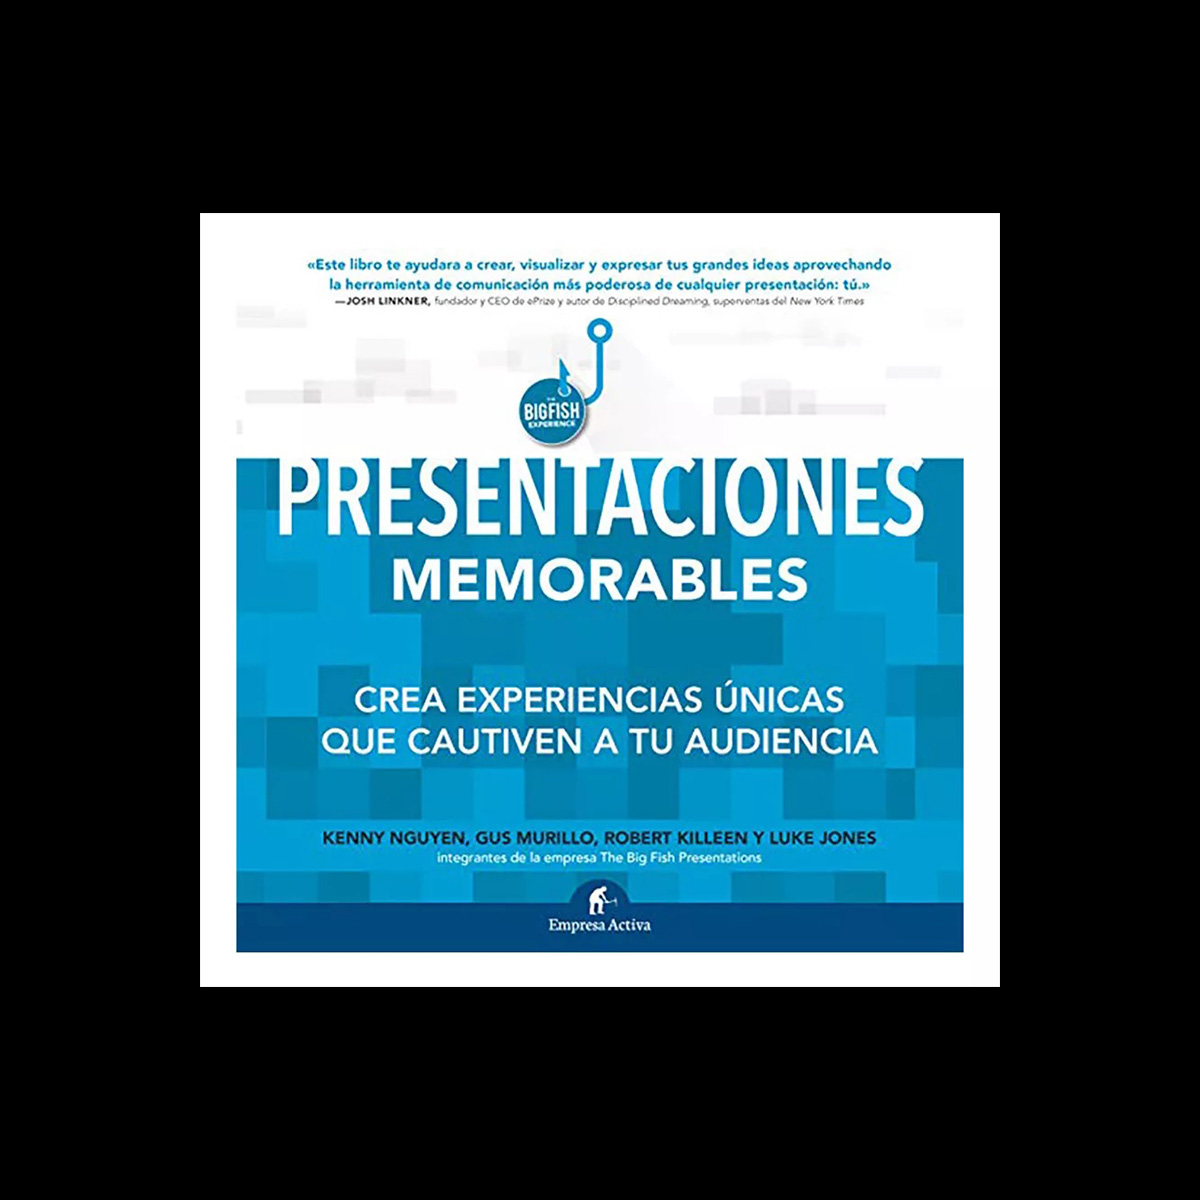 «Este libro te ayudara a crear, visualizar y expresar tus grandes ideas aprovechando
la herramienta de comunicación más poderosa de cualquier presentación: tú.»
—JOSH LINKNER, fundador y CEO de ePrize y autor de Disciplined Dreaming, superventas del New York Times
THE
BIGFISH
EXPERIENCE
PRESENTACIONES
MEMORABLES
CREA EXPERIENCIAS ÚNICAS
QUE CAUTIVEN A TU AUDIENCIA
KENNY NGUYEN, GUS MURILLO, ROBERT KILLEEN Y LUKE JONES
integrantes de la empresa The Big Fish Presentations
Empresa Activa